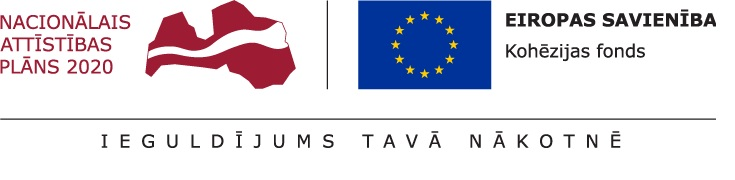 NACIONĀLAIS
ATTĪSTĪBAS
PLĀNS 2020
EIROPAS SAVIENĪBA
Kohēzijas fonds
IEGULDĪJUMS TAVĀ NĀKOTNĒ